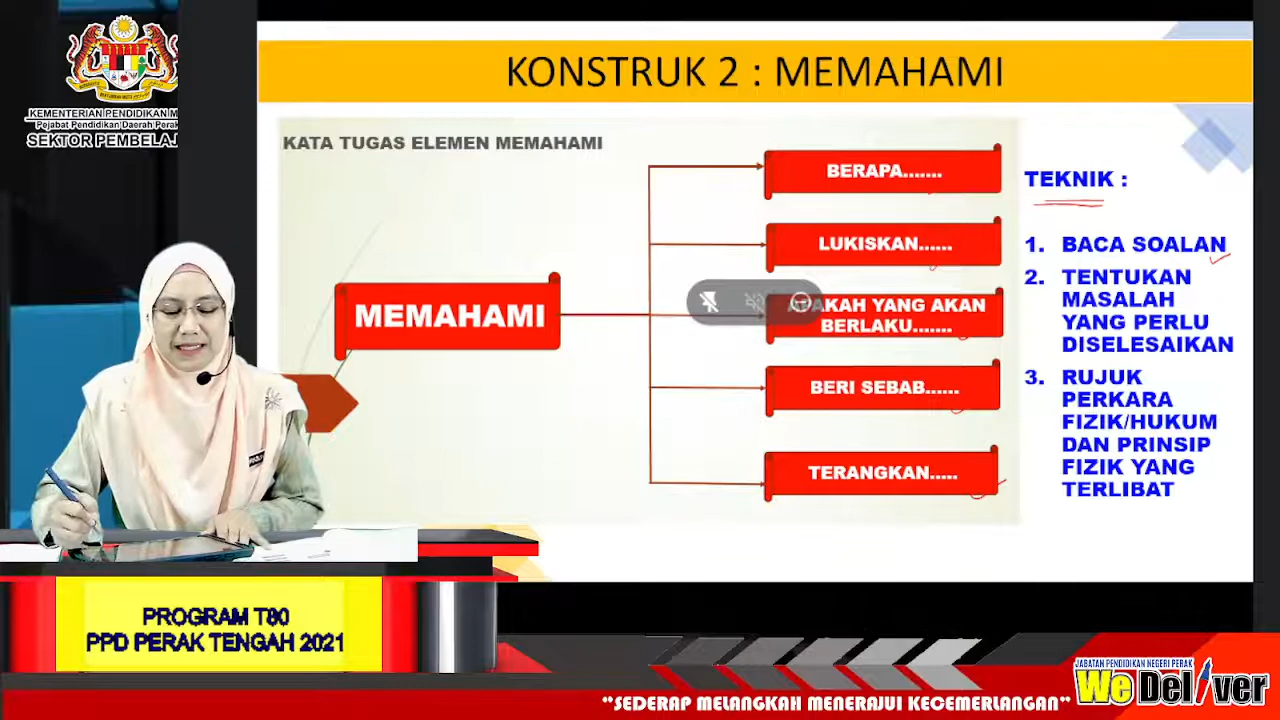 KEMENTERIAN PENDIDIKAN M
Pejabat Pendidikan Daerah Perak
SEKTOR PEMBELAJ
KONSTRUK 2 : MEMAHAMI
KATA TUGAS ELEMEN MEMAHAMI
MEMAHAMI
BERAPA.......
LUKISKAN......
YANG AKAN
BERLAKU.......
BERI SEBAB......
TERANGKAN.....
TEKNIK :
1. BACA SOALAN
2. TENTUKAN
MASALAH
YANG PERLU
DISELESAIKAN
3. RUJUK
PERKARA
FIZIK/HUKUM
DAN PRINSIP
FIZIK YANG
TERLIBAT
PROGRAM T80
PPD PERAK TENGAH 2021
"SEDERAP MELANGKAH MENERAJUI KECEMERLANGAN"
JABATAN PENDIDIKAN NEGERI PERAK
We Deliver